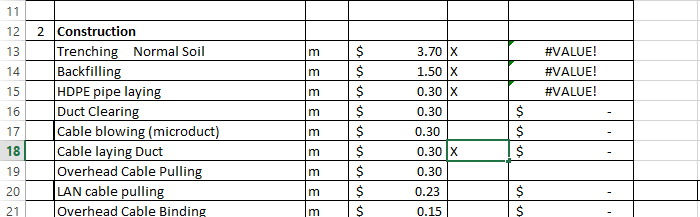 11
12 2 Construction
13 Trenching Normal Soil m $ 3.70 X #VALUE!
14 Backfilling m $ 1.50 X #VALUE!
15 HDPE pipe laying m $ 0.30 X #VALUE!
16 Duct Clearing m $ 0.30 $ -
17 Cable blowing (microduct) m $ 0.30 $ -
18 Cable laying Duct m $ 0.30 X $ -
19 Overhead Cable Pulling m $ 0.30
20 LAN cable pulling m $ 0.23 $ -
21 Overhead Cable Binding m $ 0.15 $ -